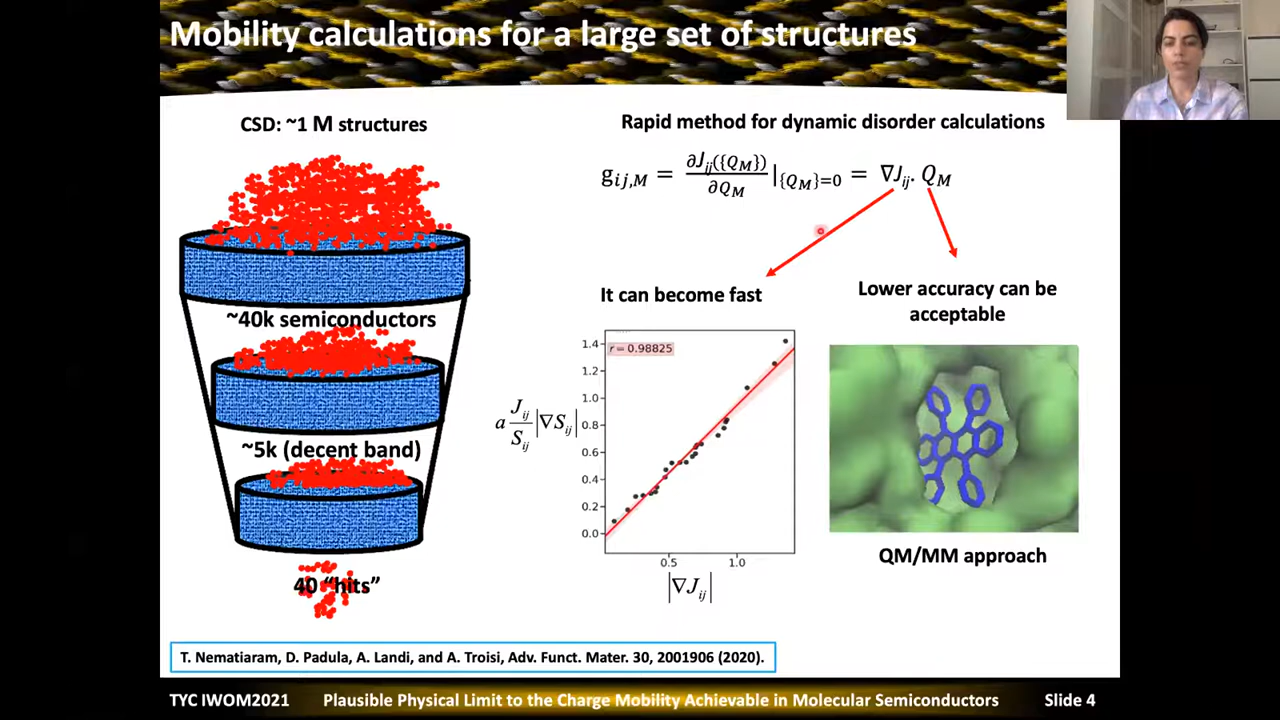 Mobility calculations for a large set of structures
CSD: ~1 M structures
~40k semiconductors
~5k (decent band)
40 “hits”
Rapid method for dynamic disorder calculations
g_{ij,M} = ∂J_{ij}({Q_M}) / ∂Q_M |_{{Q_M}=0} = ∇J_{ij}. Q_M
It can become fast
Lower accuracy can be
acceptable
r = 0.98825
1.4
1.2
1.0
0.8
0.6
0.4
0.2
0.0
0.5 1.0
a J_{ij} / S_{ij} |∇S_{ij}|
|∇J_{ij}|
QM/MM approach
T. Nematiaram, D. Padula, A. Landi, and A. Troisi, Adv. Funct. Mater. 30, 2001906 (2020).
TYC IWOM2021 Plausible Physical Limit to the Charge Mobility Achievable in Molecular Semiconductors Slide 4